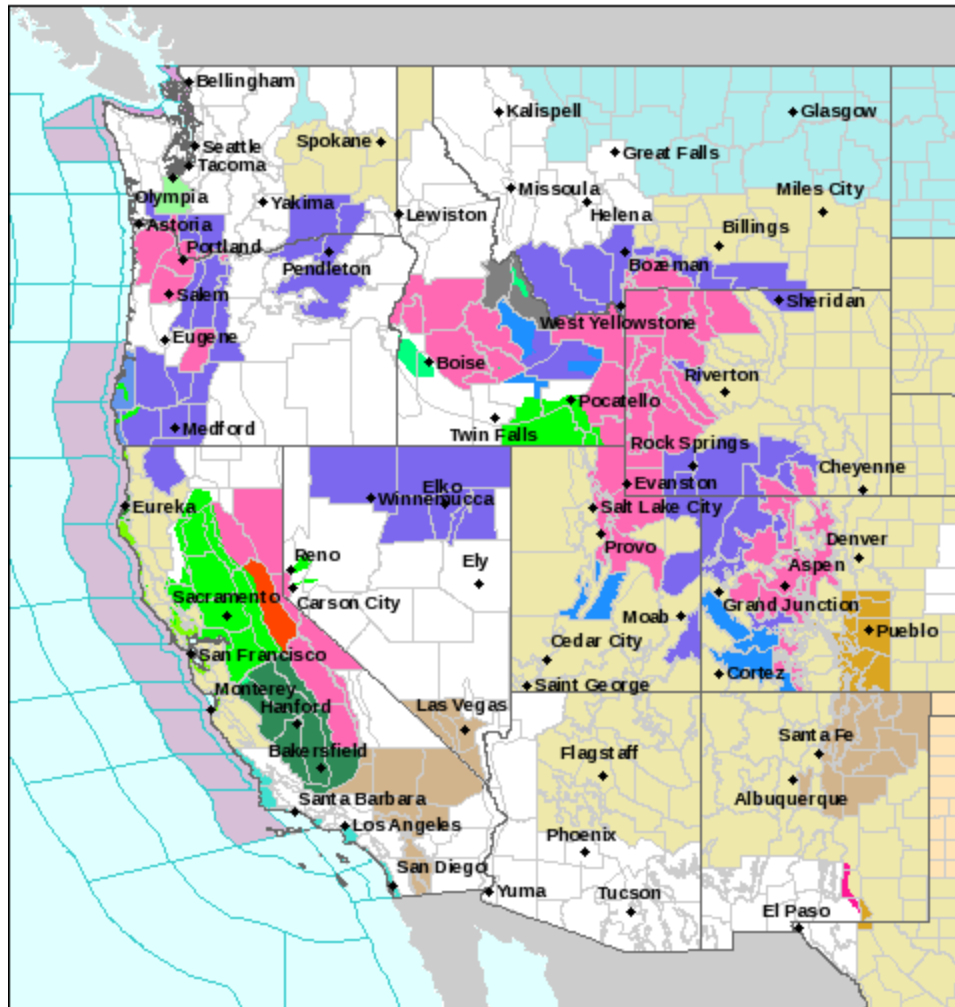 Bellingham
Kalispell
Glasgow
Spokane
Seattle
Great Falls
Tacoma
Missoula
Miles City
Olympia
Yakima
Helena
Lewiston
Astoria
Billings
Portland
Pendleton
Bozeman
Salem
Sheridan
West Yellowstone
Eugene
Boise
Riverton
Pocatello
Medford
Twin Falls
Rock Springs
Cheyenne
Elko
Evanston
Winnemucca
Eureka
Salt Lake City
Provo
Denver
Reno
Ely
Aspen
Sacramento
Carson City
Grand Junction
Moab
Pueblo
Cedar City
San Francisco
Cortez
Saint George
Monterey
Hanford
Las Vegas
Santa Fe
Bakersfield
Flagstaff
Albuquerque
Santa Barbara
Los Angeles
Phoenix
San Diego
Yuma
Tucson
El Paso